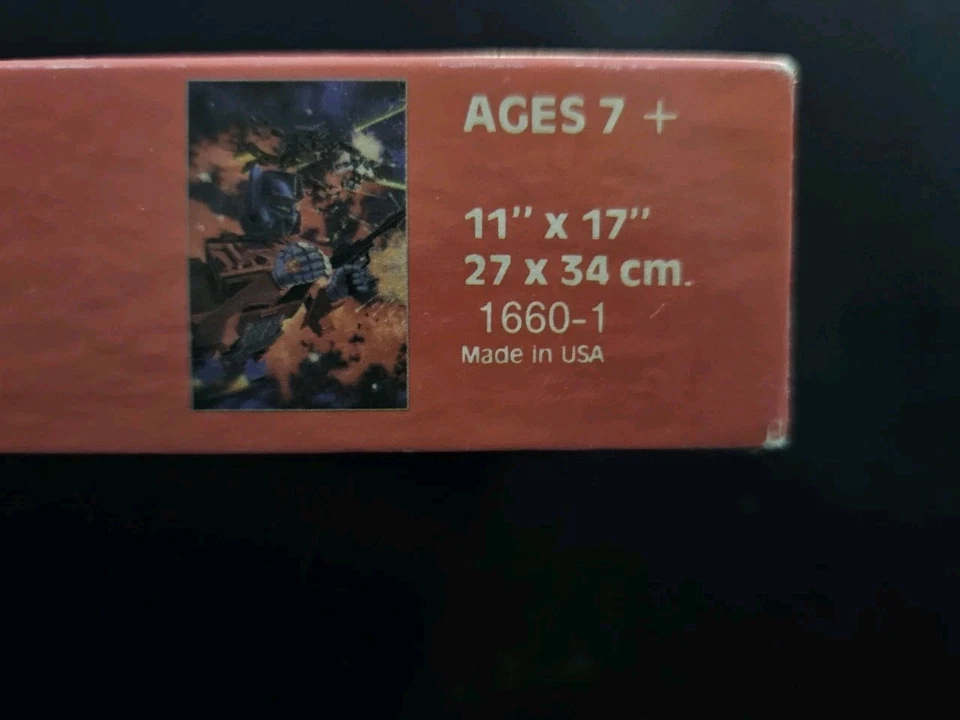 AGES 7 +
11" x 17"
27 x 34 cm.
1660-1
Made in USA